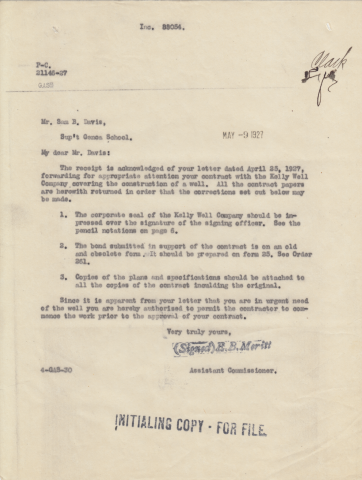 Inc. 88084.
P-C.
21145-27
Mr. Sam B. Davis,
Sup't Genoa School.
MAY -9 1927
My dear Mr. Davis:
The receipt is acknowledged of your letter dated April 23, 1927,
forwarding for appropriate attention your contract with the Kelly Well
Company covering the construction of a well. All the contract papers
are herewith returned in order that the corrections set out below may
be made.
1. The corporate seal of the Kelly Well Company should be im-
pressed over the signature of the signing officer. See the
pencil notations on page 6.
2. The bond submitted in support of the contract is on an old
and obsolete form. It should be prepared on form 25. See Order
261.
3. Copies of the plans and specifications should be attached to
all the copies of the contract including the original.
Since it is apparent from your letter that you are in urgent need
of the well you are hereby authorized to permit the contractor to com-
mence the work prior to the approval of your contract.
Very truly yours,
(Signed) E. B. Meritt
Assistant Commissioner.
INITIALING COPY - FOR FILE.